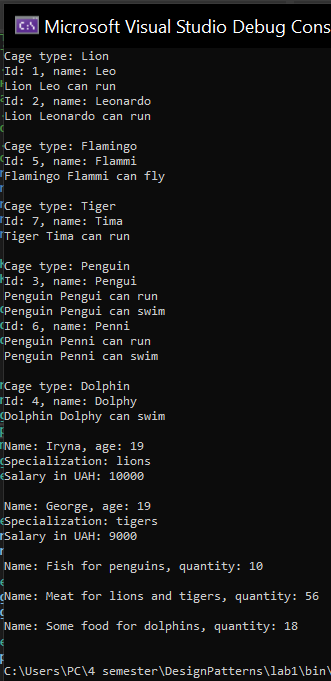 Microsoft Visual Studio Debug Cons
Cage type: Lion
Id: 1, name: Leo
Lion Leo can run
Id: 2, name: Leonardo
Lion Leonardo can run
Cage type: Flamingo
Id: 5, name: Flammi
Flamingo Flammi can fly
Cage type: Tiger
Id: 7, name: Tima
Tiger Tima can run
Cage type: Penguin
Id: 3, name: Pengui
Penguin Pengui can run
Penguin Pengui can swim
Id: 6, name: Penni
Penguin Penni can run
Penguin Penni can swim
Cage type: Dolphin
Id: 4, name: Dolphy
Dolphin Dolphy can swim
Name: Iryna, age: 19
Specialization: lions
Salary in UAH: 10000
Name: George, age: 19
Specialization: tigers
Salary in UAH: 9000
Name: Fish for penguins, quantity: 10
Name: Meat for lions and tigers, quantity: 56
Name: Some food for dolphins, quantity: 18
C:\Users\PC\4 semester\DesignPatterns\lab1\bin\